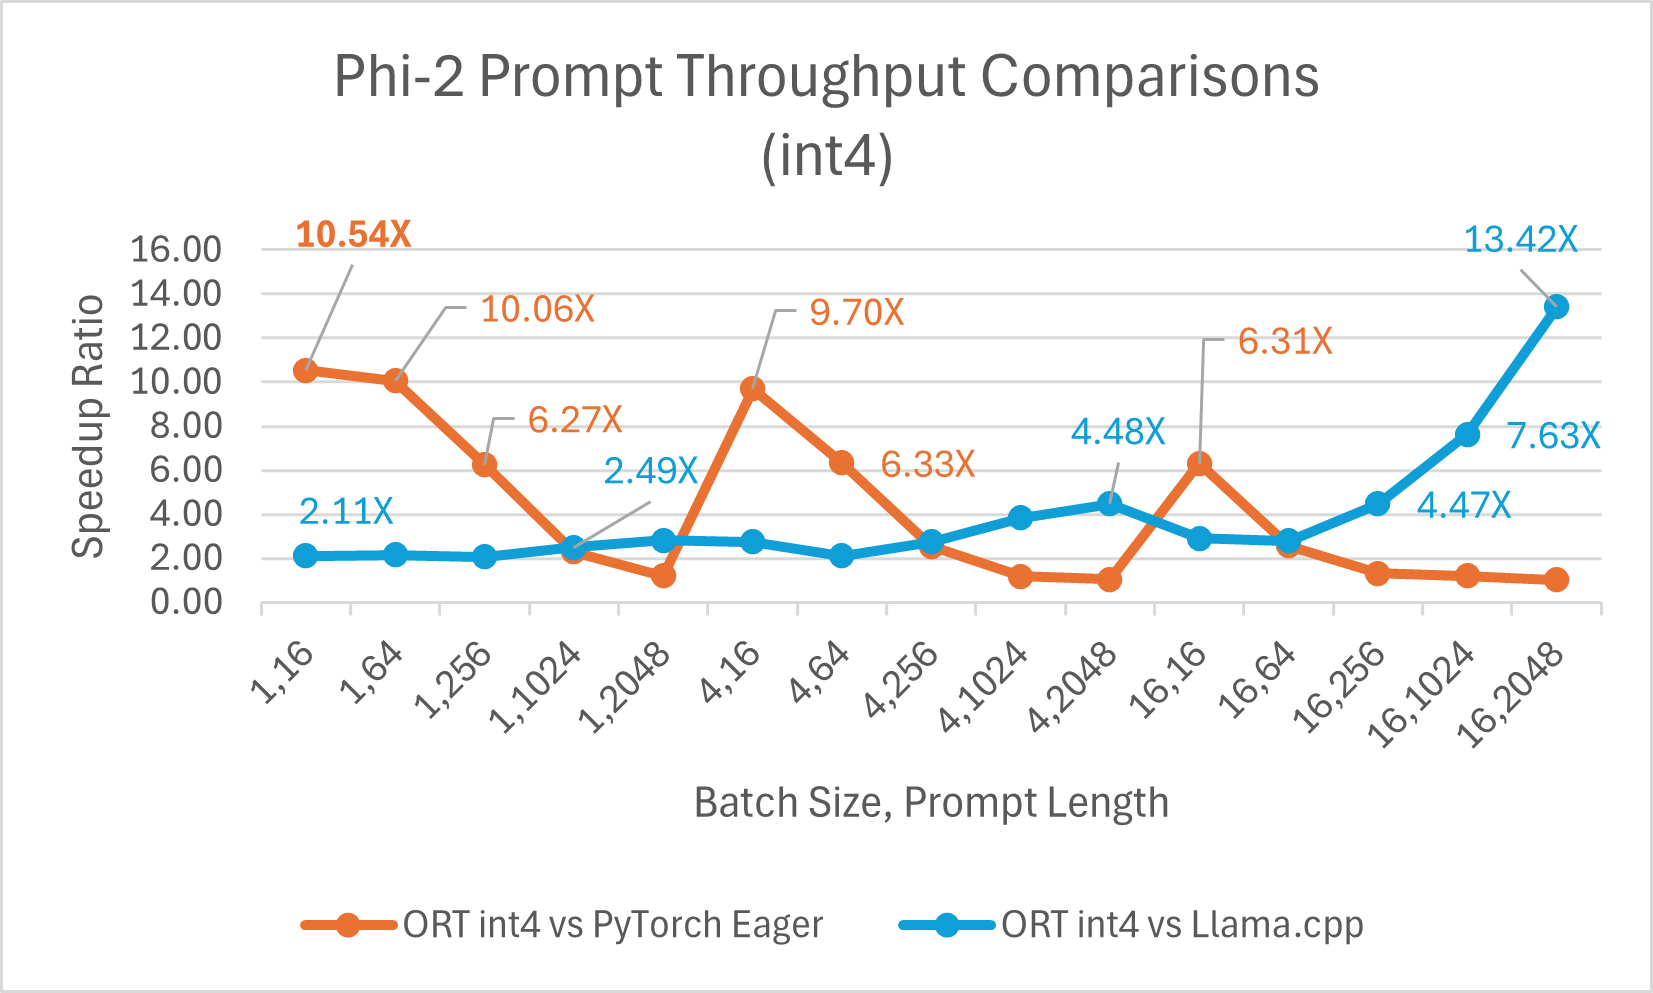 Phi-2 Prompt Throughput Comparisons
(int4)
Speedup Ratio
16.00
14.00
12.00
10.00
8.00
6.00
4.00
2.00
0.00
10.54X
10.06X
6.27X
2.11X
2.49X
9.70X
6.33X
4.48X
6.31X
13.42X
7.63X
4.47X
1,16
1,64
1,256
1,1024
1,2048
4,16
4,64
4,256
4,1024
4,2048
16,16
16,64
16,256
16,1024
16,2048
Batch Size, Prompt Length
ORT int4 vs PyTorch Eager
ORT int4 vs Llama.cpp